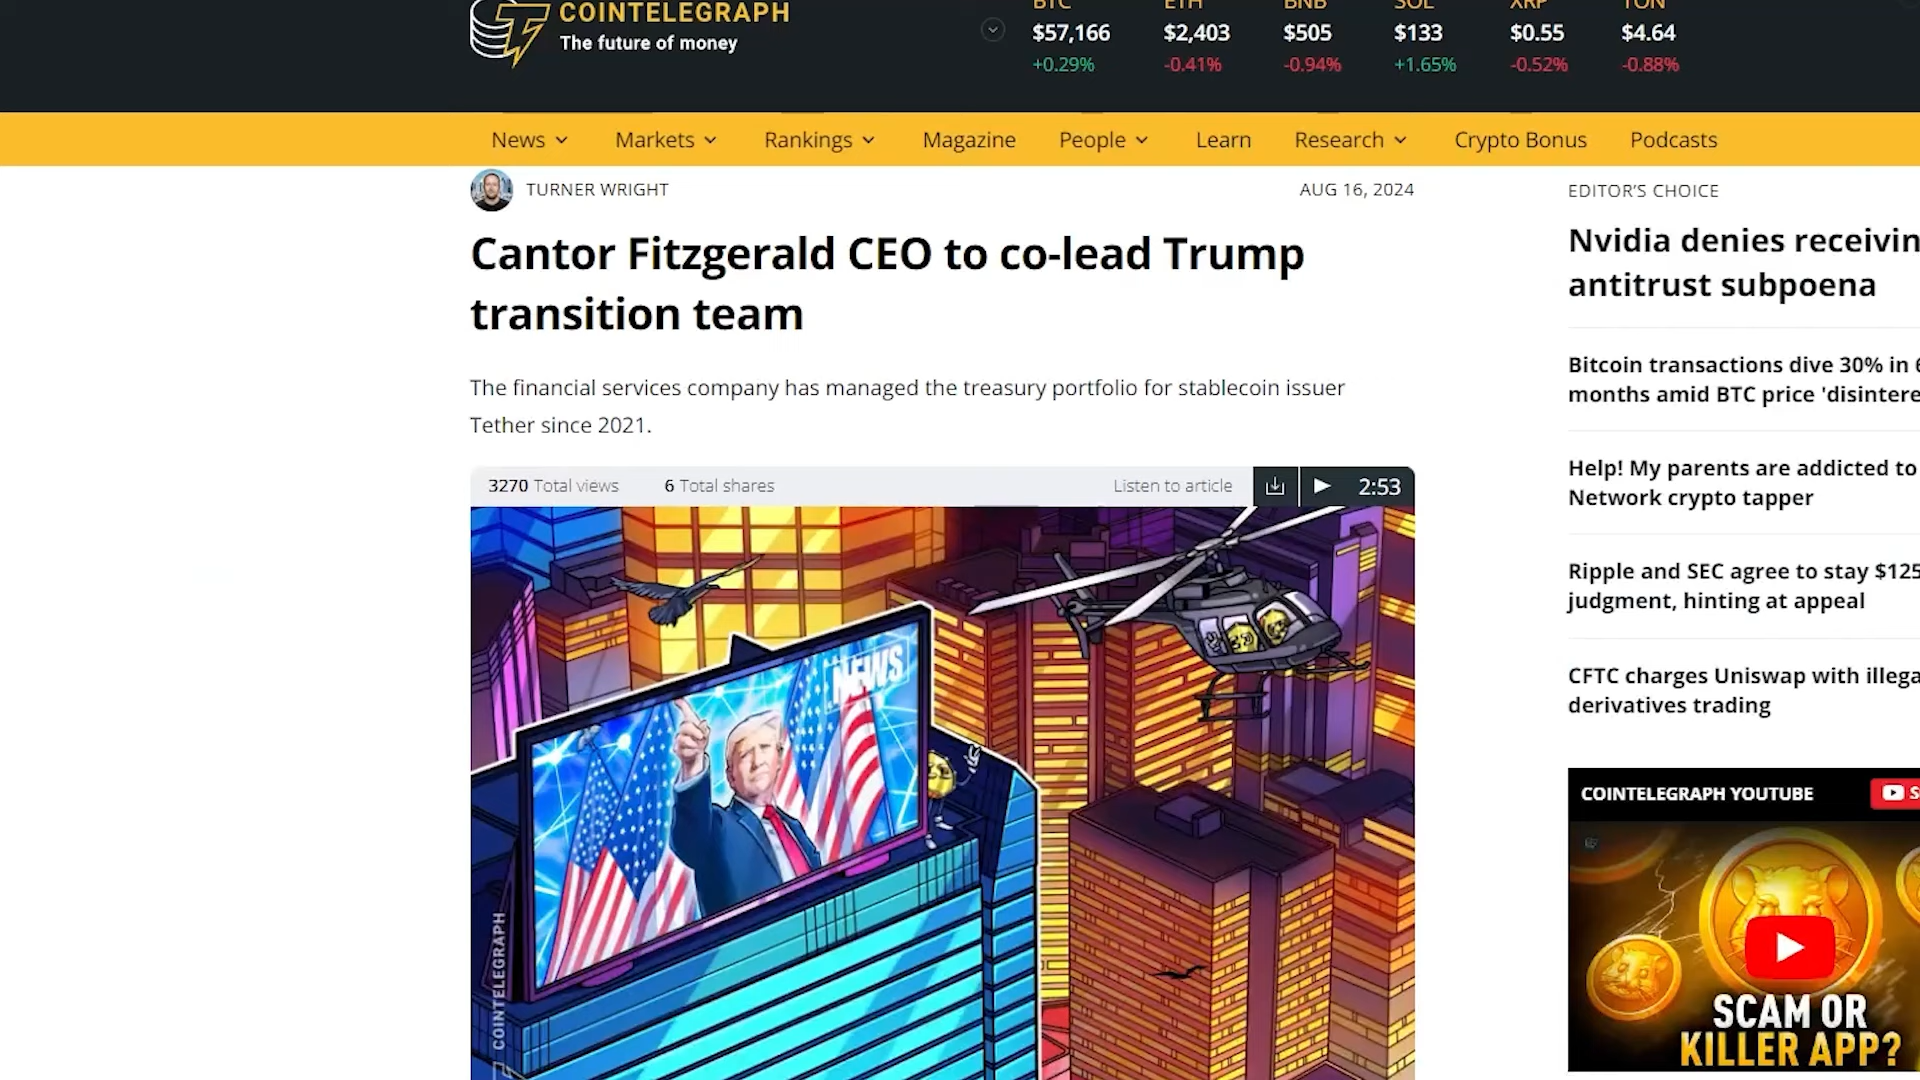 COINTELEGRAPH
The future of money
BTC ETH BNB SOL XRP TON
$57,166 $2,403 $505 $133 $0.55 $4.64
+0.29% -0.41% -0.94% +1.65% -0.52% -0.88%
News Markets Rankings Magazine People Learn Research Crypto Bonus Podcasts
TURNER WRIGHT
AUG 16, 2024
Cantor Fitzgerald CEO to co-lead Trump
transition team
The financial services company has managed the treasury portfolio for stablecoin issuer
Tether since 2021.
3270 Total views 6 Total shares Listen to article 2:53
NEWS
COINTELEGRAPH
EDITOR'S CHOICE
Nvidia denies
antitrust subpoena
Bitcoin transactions dive 30% in
months amid BTC price
Help! My parents are addicted to
Network crypto tapper
Ripple and SEC agree to stay
judgment, hinting at appeal
CFTC charges Uniswap with
derivatives trading
COINTELEGRAPH YOUTUBE
SCAM OR
KILLER APP?